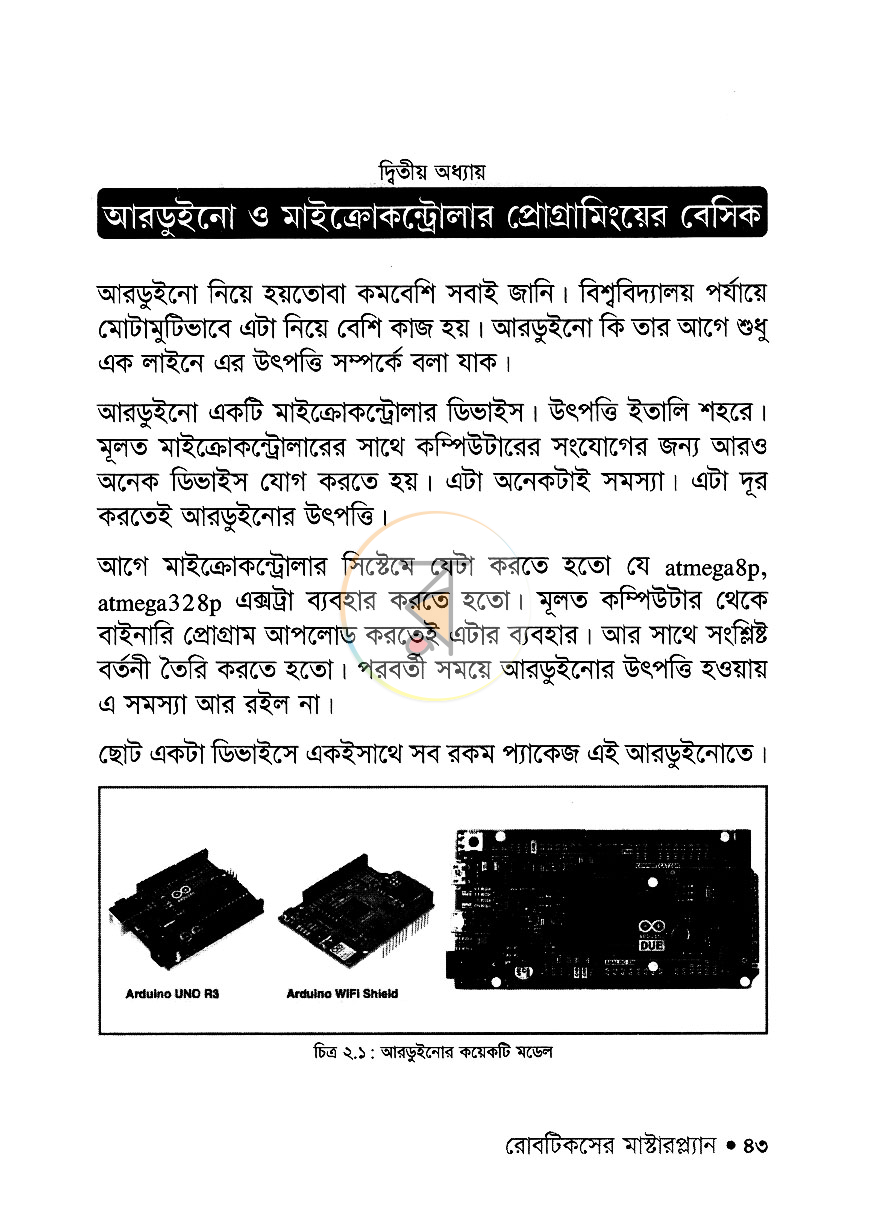 দ্বিতীয় অধ্যায়
আরডুইনো ও মাইক্রোকন্ট্রোলার প্রোগ্রামিংয়ের বেসিক
আরডুইনো নিয়ে হয়তোবা কমবেশি সবাই জানি। বিশ্ববিদ্যালয় পর্যায়ে
মোটামুটিভাবে এটা নিয়ে বেশি কাজ হয়। আরডুইনো কি তার আগে শুধু
এক লাইনে এর উৎপত্তি সম্পর্কে বলা যাক।
আরডুইনো একটি মাইক্রোকন্ট্রোলার ডিভাইস। উৎপত্তি ইতালি শহরে।
মূলত মাইক্রোকন্ট্রোলারের সাথে কম্পিউটারের সংযোগের জন্য আরও
অনেক ডিভাইস যোগ করতে হয়। এটা অনেকটাই সমস্যা। এটা দূর
করতেই আরডুইনোর উৎপত্তি।
আগে মাইক্রোকন্ট্রোলার সিস্টেমে যেটা করতে হতো যে atmega8p,
atmega328p এক্সট্রা ব্যবহার করতে হতো। মূলত কম্পিউটার থেকে
বাইনারি প্রোগ্রাম আপলোড করতেই এটার ব্যবহার। আর সাথে সংশ্লিষ্ট
বর্তনী তৈরি করতে হতো। পরবর্তী সময়ে আরডুইনোর উৎপত্তি হওয়ায়
এ সমস্যা আর রইল না।
ছোট একটা ডিভাইসে একইসাথে সব রকম প্যাকেজ এই আরডুইনোতে।
DUE
Arduino UNO R3
Arduino WiFi Shield
চিত্র ২.১ : আরডুইনোর কয়েকটি মডেল
রোবটিকসের মাস্টারপ্ল্যান • ৪৩